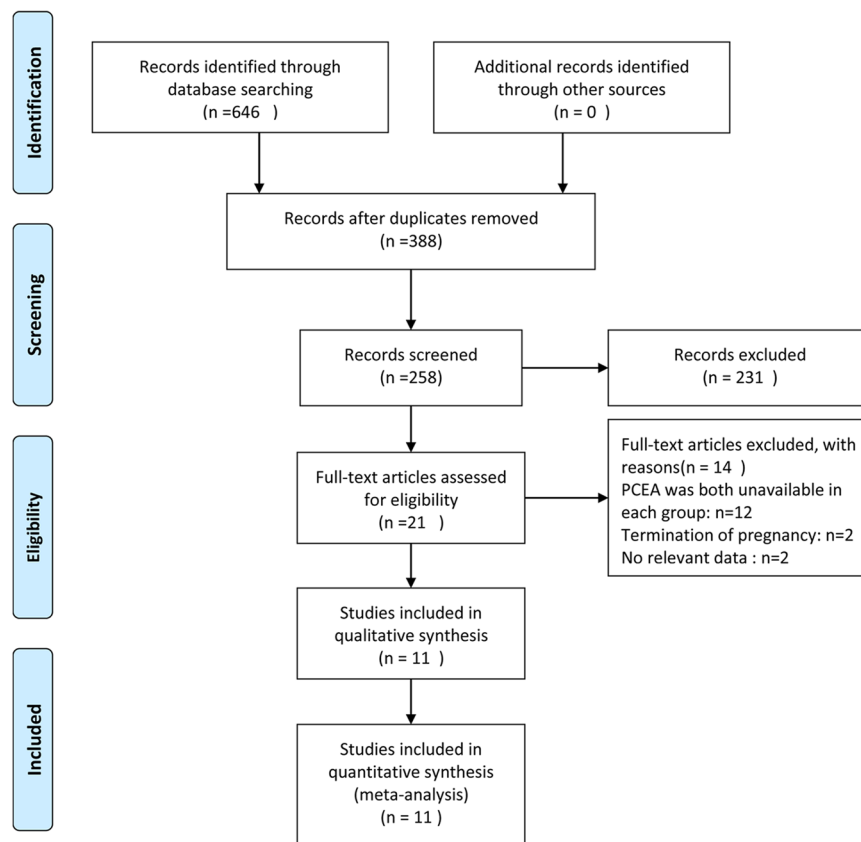 Identification
Records identified through
database searching
(n =646   )
Additional records identified
through other sources
(n = 0   )
Records after duplicates removed
(n =388)
Screening
Records screened
(n =258)
Records excluded
(n = 231   )
Eligibility
Full-text articles assessed
for eligibility
(n =21   )
Full-text articles excluded, with
reasons(n = 14   )
PCEA was both unavailable in
each group: n=12
Termination of pregnancy: n=2
No relevant data : n=2
Studies included in
qualitative synthesis
(n = 11   )
Included
Studies included in
quantitative synthesis
(meta-analysis)
(n = 11   )